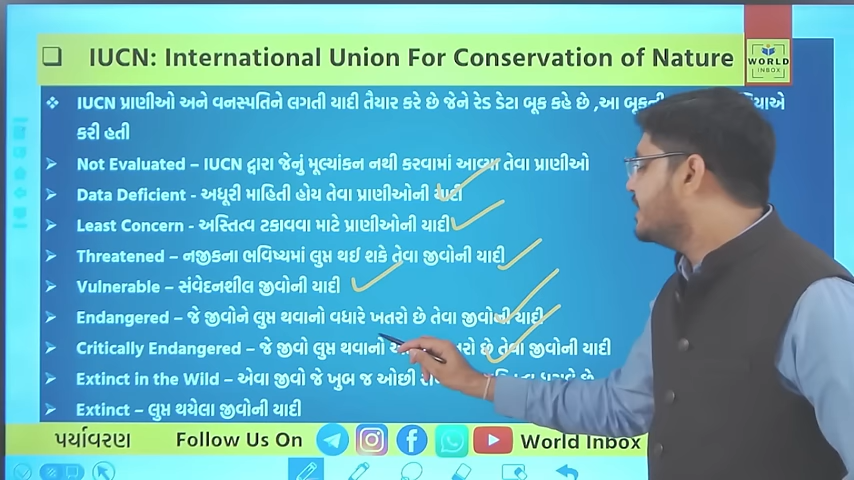 IUCN: International Union For Conservation of Nature
WORLD
INBOX
IUCN પ્રાણીઓ અને વનસ્પતિને લગતી યાદી તૈયાર કરે છે જેને રેડ ડેટા બૂક કહે છે ,આ
કરી હતી
Not Evaluated – IUCN દ્વારા જેનું મૂલ્યાંકન નથી કરવામાં આવ્યા તેવા પ્રાણીઓ
Data Deficient - અધૂરી માહિતી હોય તેવા પ્રાણીઓની યાદી
Least Concern - અસ્તિત્વ ટકાવવા માટે પ્રાણીઓની યાદી
Threatened – નજીકના ભવિષ્યમાં લુપ્ત થઈ શકે તેવા જીવોની યાદી
Vulnerable – સંવેદનશીલ જીવોની યાદી
Endangered – જે જીવોને લુપ્ત થવાનો વધારે ખતરો છે તેવા જીવોની યાદી
Critically Endangered – જે જીવો લુપ્ત થવાનો છે તેવા જીવોની યાદી
Extinct in the Wild – એવા જીવો જે ખુબ જ ઓછી
Extinct – લુપ્ત થયેલા જીવોની યાદી
પર્યાવરણ Follow Us On World Inbox